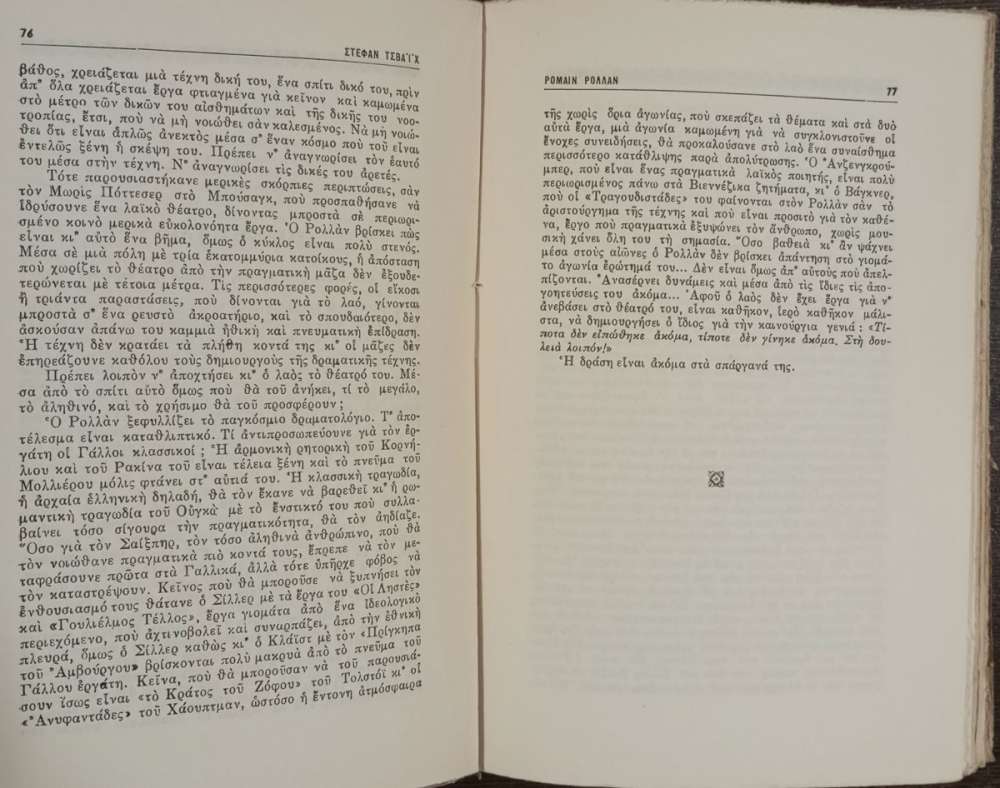 76
ΣΤΕΦΑΝ ΤΣΒΑ·Ι·Χ
βάθος, χρειάζεται μιὰ τέχνη δική του, ἕνα σπίτι δικό του, πρὶν
ἀπ' ὅλα χρειάζεται ἔργα φτιαγμένα γιὰ κεῖνον καὶ καμωμένα
στὸ μέτρο τῶν δικῶν του αἰσθημάτων καὶ τῆς δικῆς του νοο-
τροπίας, ἔτσι, ποὺ νὰ μὴ νοιώθει σὰν καλεσμένος. Νὰ μὴ νοιώ-
θει ὅτι εἶναι ἁπλῶς ἀνεκτὸς μέσα σ' ἕναν κόσμο ποὺ τοῦ εἶναι
ἐντελῶς ξένη ἡ σκέψη του. Πρέπει ν' ἀναγνωρίσει τὸν ἑαυτό
του μέσα στὴν τέχνη. Ν' ἀναγνωρίσει τὶς δικές του ἀρετές.
Τότε παρουσιαστήκανε μερικὲς σκόρπιες περιπτώσεις, σὰν
τὸν Μωρὶς Πόττεσερ στὸ Μπούσαγκ, ποὺ προσπαθήσανε νὰ
ἱδρύσουνε ἕνα λαϊκὸ θέατρο, δίνοντας μπροστὰ σὲ περιωρι-
σμένο κοινὸ μερικὰ εὐκολονόητα ἔργα. Ὁ Ρολλὰν βρίσκει πὼς
εἶναι κι' αὐτὸ ἕνα βῆμα, ὅμως ὁ κύκλος εἶναι πολὺ στενός.
Μέσα σὲ μιὰ πόλη μὲ τρία ἑκατομμύρια κατοίκους, ἡ ἀπόσταση
ποὺ χωρίζει τὸ θέατρο ἀπὸ τὴν πραγματικὴ μᾶζα δὲν ἐξουδε-
τερώνεται μὲ τέτοια μέτρα. Τὶς περισσότερες φορές, οἱ εἴκοσι
ἢ τριάντα παραστάσεις, ποὺ δίνονται γιὰ τὸ λαό, γίνονται
μπροστὰ σ' ἕνα ρευστὸ ἀκροατήριο, καὶ τὸ σπουδαιότερο, δὲν
ἀσκούσαν ἀπάνω του καμμιὰ ἠθικὴ καὶ πνευματικὴ ἐπίδραση.
Ἡ τέχνη δὲν κρατάει τὰ πλήθη κοντά της κι' οἱ μᾶζες δὲν
ἐπηρεάζουνε καθόλου τοὺς δημιουργοὺς τῆς δραματικῆς τέχνης.
Πρέπει λοιπὸν ν' ἀποχτήσει κι' ὁ λαὸς τὸ θέατρό του. Μέ-
σα ἀπὸ τὸ σπίτι αὐτὸ ὅμως ποὺ θὰ τοῦ ἀνήκει, τί τὸ μεγάλο,
τὸ ἀληθινό, καὶ τὸ χρήσιμο θὰ τοῦ προσφέρουν ;
Ὁ Ρολλὰν ξεφυλλίζει τὸ παγκόσμιο δραματολόγιο. Τ' ἀπο-
τέλεσμα εἶναι καταθλιπτικό. Τί ἀντιπροσωπεύουνε γιὰ τὸν ἐρ-
γάτη οἱ Γάλλοι κλασσικοί ; Ἡ ἁρμονικὴ ρητορικὴ τοῦ Κορνή-
λιου καὶ τοῦ Ρακίνα τοῦ εἶναι τέλεια ξένη καὶ τὸ πνεῦμα τοῦ
Μολλιέρου μόλις φτάνει στ' αὐτιά του. Ἡ κλασσικὴ τραγωδία,
ἡ ἀρχαία ἑλληνικὴ δηλαδή, θὰ τὸν ἔκανε νὰ βαρεθεῖ κι' ἡ ρω-
μαντικὴ τραγωδία τοῦ Οὑγκὼ μὲ τὸ ἔνστικτό του ποὺ συλλα-
βαίνει τόσο σίγουρα τὴν πραγματικότητα, θὰ τὸν ἀηδίαζε.
Ὅσο γιὰ τὸν Σαίξπηρ, τὸν τόσο ἀληθινὰ ἀνθρώπινο, ποὺ θὰ
τὸν νοιώθανε πραγματικὰ πιὸ κοντά τους, ἔπρεπε νὰ τὸν με-
ταφράσουνε πρῶτα στὰ Γαλλικά, ἀλλὰ τότε ὑπῆρχε φόβος νὰ
τὸν καταστρέψουν. Κεῖνος ποὺ θὰ μποροῦσε νὰ ξυπνήσει τὸν
ἐνθουσιασμό τους θάτανε ὁ Σίλλερ μὲ τὰ ἔργα του «Οἱ Ληστὲς»
καὶ «Γουλιέλμος Τέλλος», ἔργα γιομάτα ἀπὸ ἕνα ἰδεολογικὸ
περιεχόμενο, ποὺ ἀχτινοβολεῖ καὶ συναρπάζει, ἀπὸ τὴν ἐθνικὴ
πλευρά, ὅμως ὁ Σίλλερ καθὼς κι' ὁ Κλάϊστ μὲ τὸν «Πρίγκηπα
τοῦ Ἁμβούργου» βρίσκονται πολὺ μακρυὰ ἀπὸ τὸ πνεῦμα τοῦ
Γάλλου ἐργάτη. Κεῖνα, ποὺ θὰ μποροῦσαν νὰ τοῦ παρουσιά-
σουν ἴσως εἶναι «τὸ Κράτος τοῦ Ζόφου» τοῦ Τολστόϊ κι' οἱ
«Ἀνυφαντάδες» τοῦ Χάουπτμαν, ὡστόσο ἡ ἔντονη ἀτμόσφαιρα
ΡΟΜΑΙΝ ΡΟΛΛΑΝ
77
τῆς χωρὶς ὅρια ἀγωνίας, ποὺ σκεπάζει τὰ θέματα καὶ στὰ δυὸ
αὐτὰ ἔργα, μιὰ ἀγωνία καμωμένη γιὰ νὰ συγκλονιστοῦνε οἱ
ἔνοχες συνειδήσεις, θὰ προκαλοῦσανε στὸ λαὸ ἕνα συναίσθημα
περισσότερο κατάθλιψης παρὰ ἀπολύτρωσης. Ὁ Ἀνζενγκροῦ-
μπερ, ποὺ εἶναι ἕνας πραγματικὰ λαϊκὸς ποιητής, εἶναι πολὺ
περιωρισμένος πάνω στὰ Βιεννέζικα ζητήματα, κι' ὁ Βάγκνερ,
ποὺ οἱ «Τραγουδιστάδες» του φαίνονται στὸν Ρολλὰν σὰν τὸ
ἀριστούργημα τῆς τέχνης καὶ ποὺ εἶναι προσιτὸ γιὰ τὸν καθέ-
να, ἔργο ποὺ πραγματικὰ ἐξυψώνει τὸν ἄνθρωπο, χωρὶς μου-
σικὴ χάνει ὅλη του τὴ σημασία. Ὅσο βαθειὰ κι' ἂν ψάχνει
μέσα στοὺς αἰῶνες ὁ Ρολλὰν δὲν βρίσκει ἀπάντηση στὸ γιομά-
το ἀγωνία ἐρώτημά του... Δὲν εἶναι ὅμως ἀπ' αὐτοὺς ποὺ ἀπελ-
πίζονται. Ἀνασέρνει δυνάμεις καὶ μέσα ἀπὸ τὶς ἴδιες τὶς ἀπο-
γοητεύσεις του ἀκόμα... Ἀφοῦ ὁ λαὸς δὲν ἔχει ἔργα γιὰ ν'
ἀνεβάσει στὸ θέατρό του, εἶναι καθῆκον, ἱερὸ καθῆκον μάλι-
στα, νὰ δημιουργήσει ὁ ἴδιος γιὰ τὴν καινούργια γενιά : «Τί-
ποτα δὲν εἰπώθηκε ἀκόμα, τίποτε δὲν γίνηκε ἀκόμα. Στὴ δου-
λειὰ λοιπόν!»
Ἡ δράση εἶναι ἀκόμα στὰ σπάργανά της.